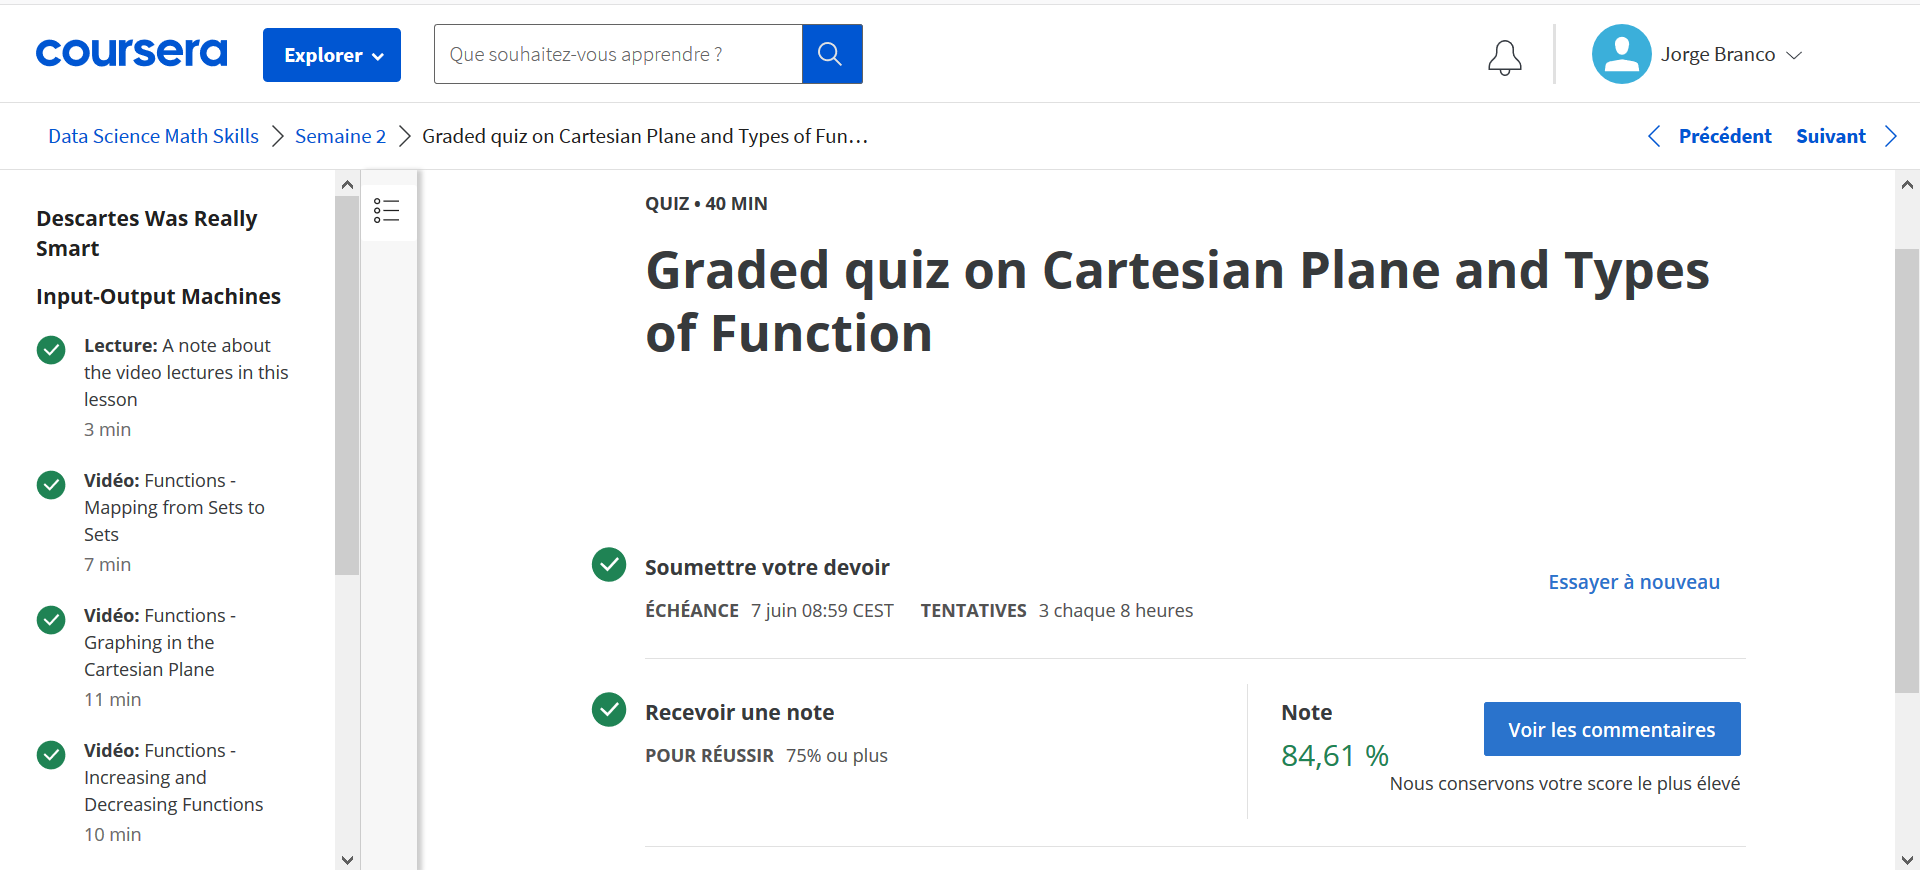 coursera
Explorer
Que souhaitez-vous apprendre ?
Jorge Branco
Data Science Math Skills
Semaine 2
Graded quiz on Cartesian Plane and Types of Fun...
Précédent
Suivant
Descartes Was Really
Smart
Input-Output Machines
Lecture: A note about
the video lectures in this
lesson
3 min
Vidéo: Functions -
Mapping from Sets to
Sets
7 min
Vidéo: Functions -
Graphing in the
Cartesian Plane
11 min
Vidéo: Functions -
Increasing and
Decreasing Functions
10 min
QUIZ • 40 MIN
Graded quiz on Cartesian Plane and Types
of Function
Soumettre votre devoir
ÉCHÉANCE 7 juin 08:59 CEST TENTATIVES 3 chaque 8 heures
Essayer à nouveau
Recevoir une note
POUR RÉUSSIR 75% ou plus
Note
84,61 %
Voir les commentaires
Nous conservons votre score le plus élevé